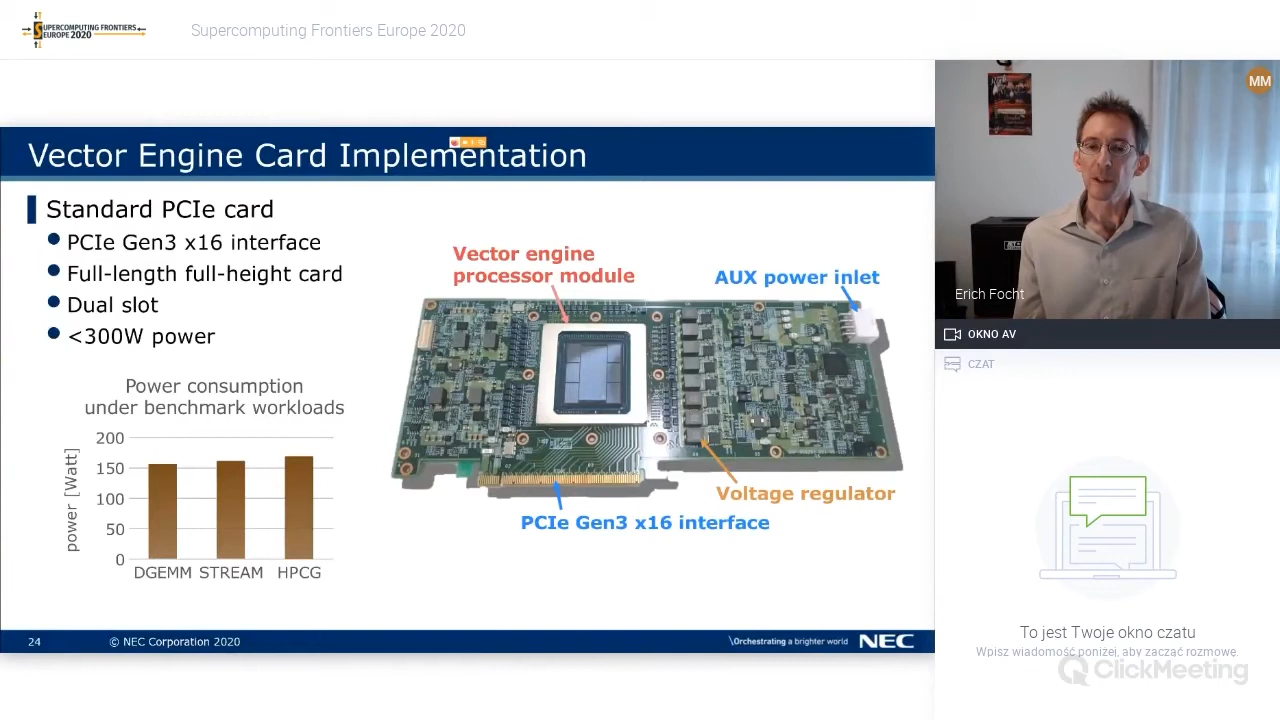 SUPERCOMPUTING FRONTIERS
EUROPE 2020
Supercomputing Frontiers Europe 2020
Vector Engine Card Implementation
Standard PCIe card
PCIe Gen3 x16 interface
Full-length full-height card
Dual slot
<300W power
Power consumption
under benchmark workloads
power [Watt]
200
150
100
50
0
DGEMM STREAM HPCG
Vector engine
processor module
AUX power inlet
Voltage regulator
PCIe Gen3 x16 interface
24
© NEC Corporation 2020
\Orchestrating a brighter world
NEC
MM
Erich Focht
OKNO AV
CZAT
To jest Twoje okno czatu
Wpisz wiadomość poniżej, aby zacząć rozmowę.
ClickMeeting